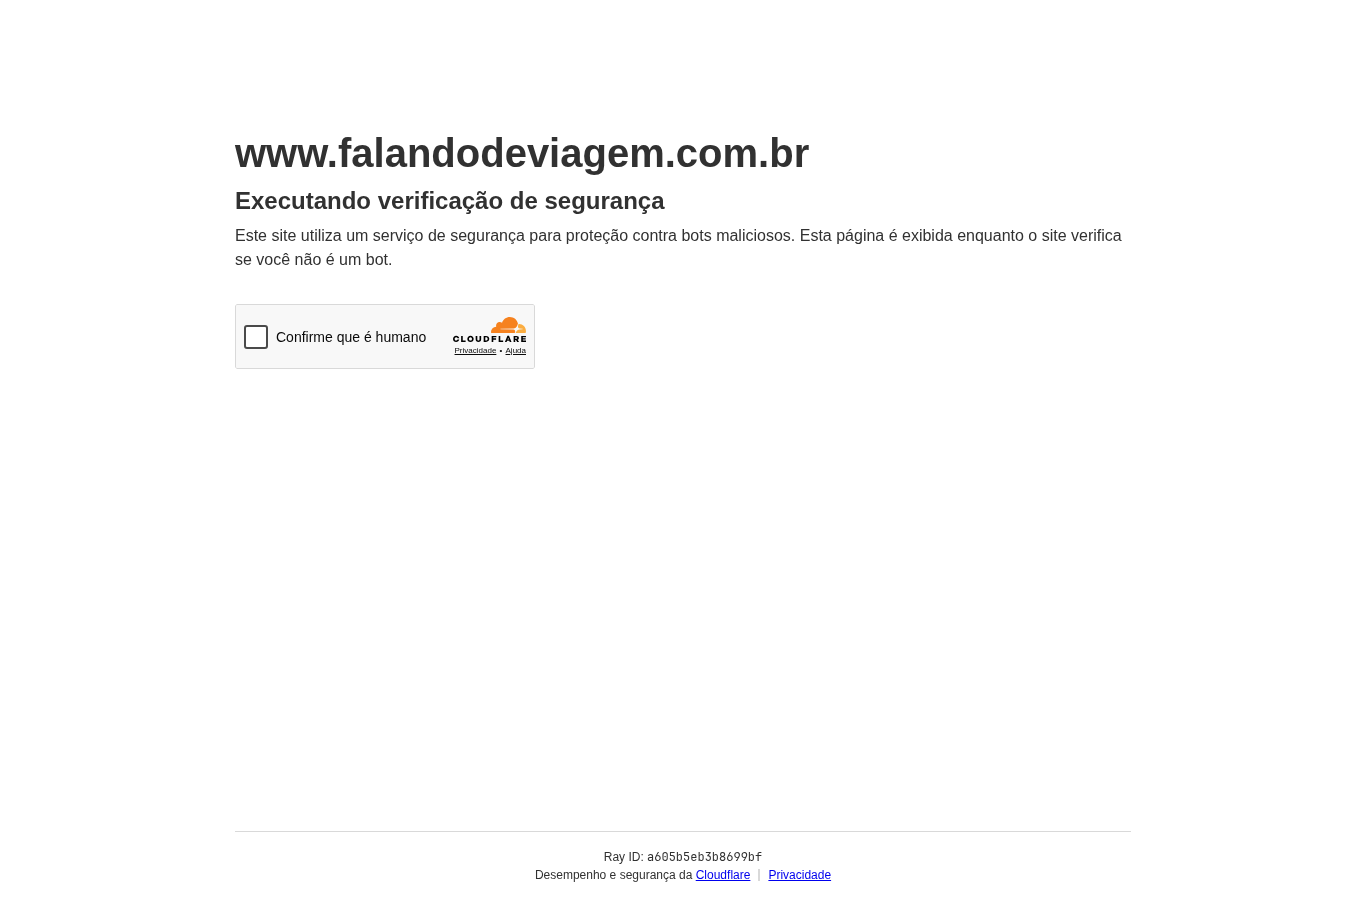 www.falandodeviagem.com.br
Executando verificação de segurança
Este site utiliza um serviço de segurança para proteção contra bots maliciosos. Esta página é exibida enquanto o site verifica
se você não é um bot.
Confirme que é humano
CLOUDFLARE
Privacidade • Ajuda
Ray ID: a605b5eb3b8699bf
Desempenho e segurança da Cloudflare | Privacidade